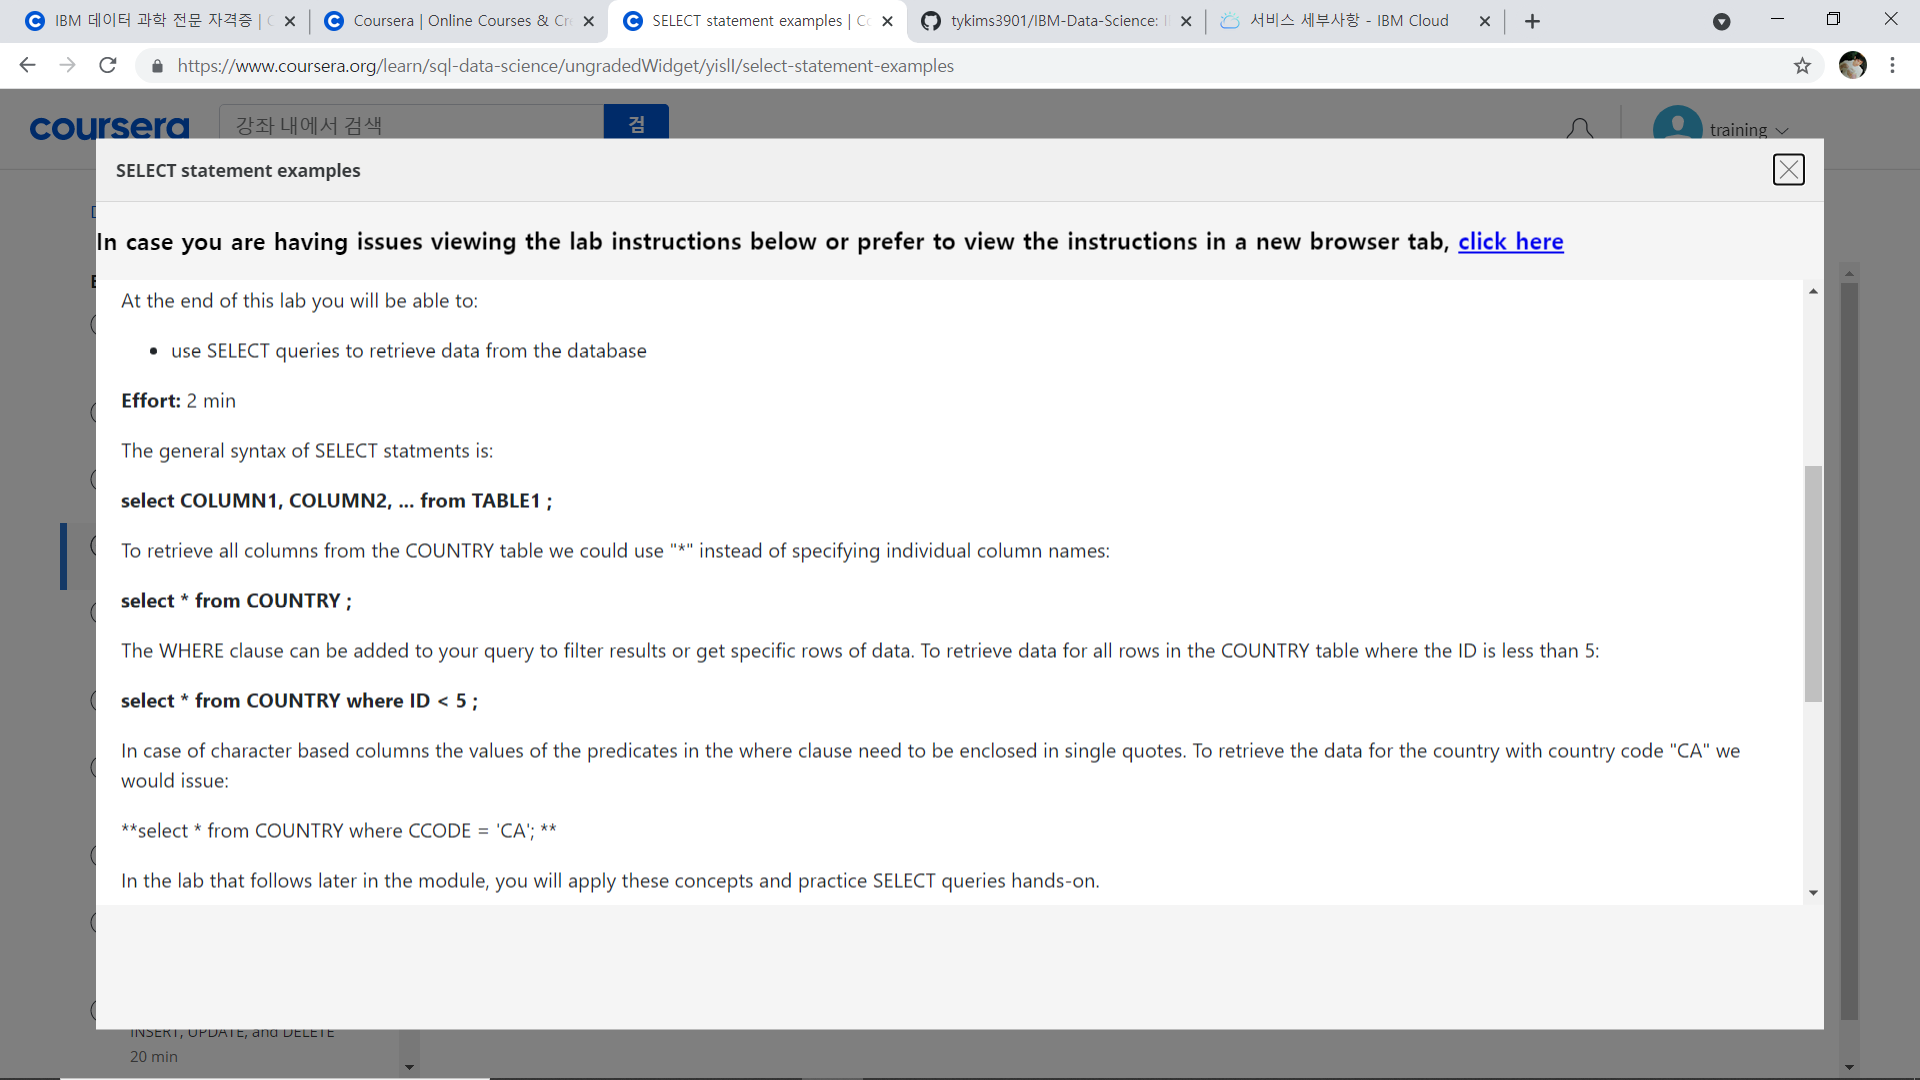 IBM 데이터 과학 전문 자격증 |
Coursera | Online Courses & Cre
SELECT statement examples | Co
tykims3901/IBM-Data-Science: I
서비스 세부사항 - IBM Cloud
https://www.coursera.org/learn/sql-data-science/ungradedWidget/yislI/select-statement-examples
coursera
강좌 내에서 검색
검
training
SELECT statement examples
In case you are having issues viewing the lab instructions below or prefer to view the instructions in a new browser tab, click here
At the end of this lab you will be able to:
• use SELECT queries to retrieve data from the database
Effort: 2 min
The general syntax of SELECT statments is:
select COLUMN1, COLUMN2, ... from TABLE1 ;
To retrieve all columns from the COUNTRY table we could use "*" instead of specifying individual column names:
select * from COUNTRY ;
The WHERE clause can be added to your query to filter results or get specific rows of data. To retrieve data for all rows in the COUNTRY table where the ID is less than 5:
select * from COUNTRY where ID < 5 ;
In case of character based columns the values of the predicates in the where clause need to be enclosed in single quotes. To retrieve the data for the country with country code "CA" we
would issue:
**select * from COUNTRY where CCODE = 'CA'; **
In the lab that follows later in the module, you will apply these concepts and practice SELECT queries hands-on.
INSERT, UPDATE, and DELETE
20 min